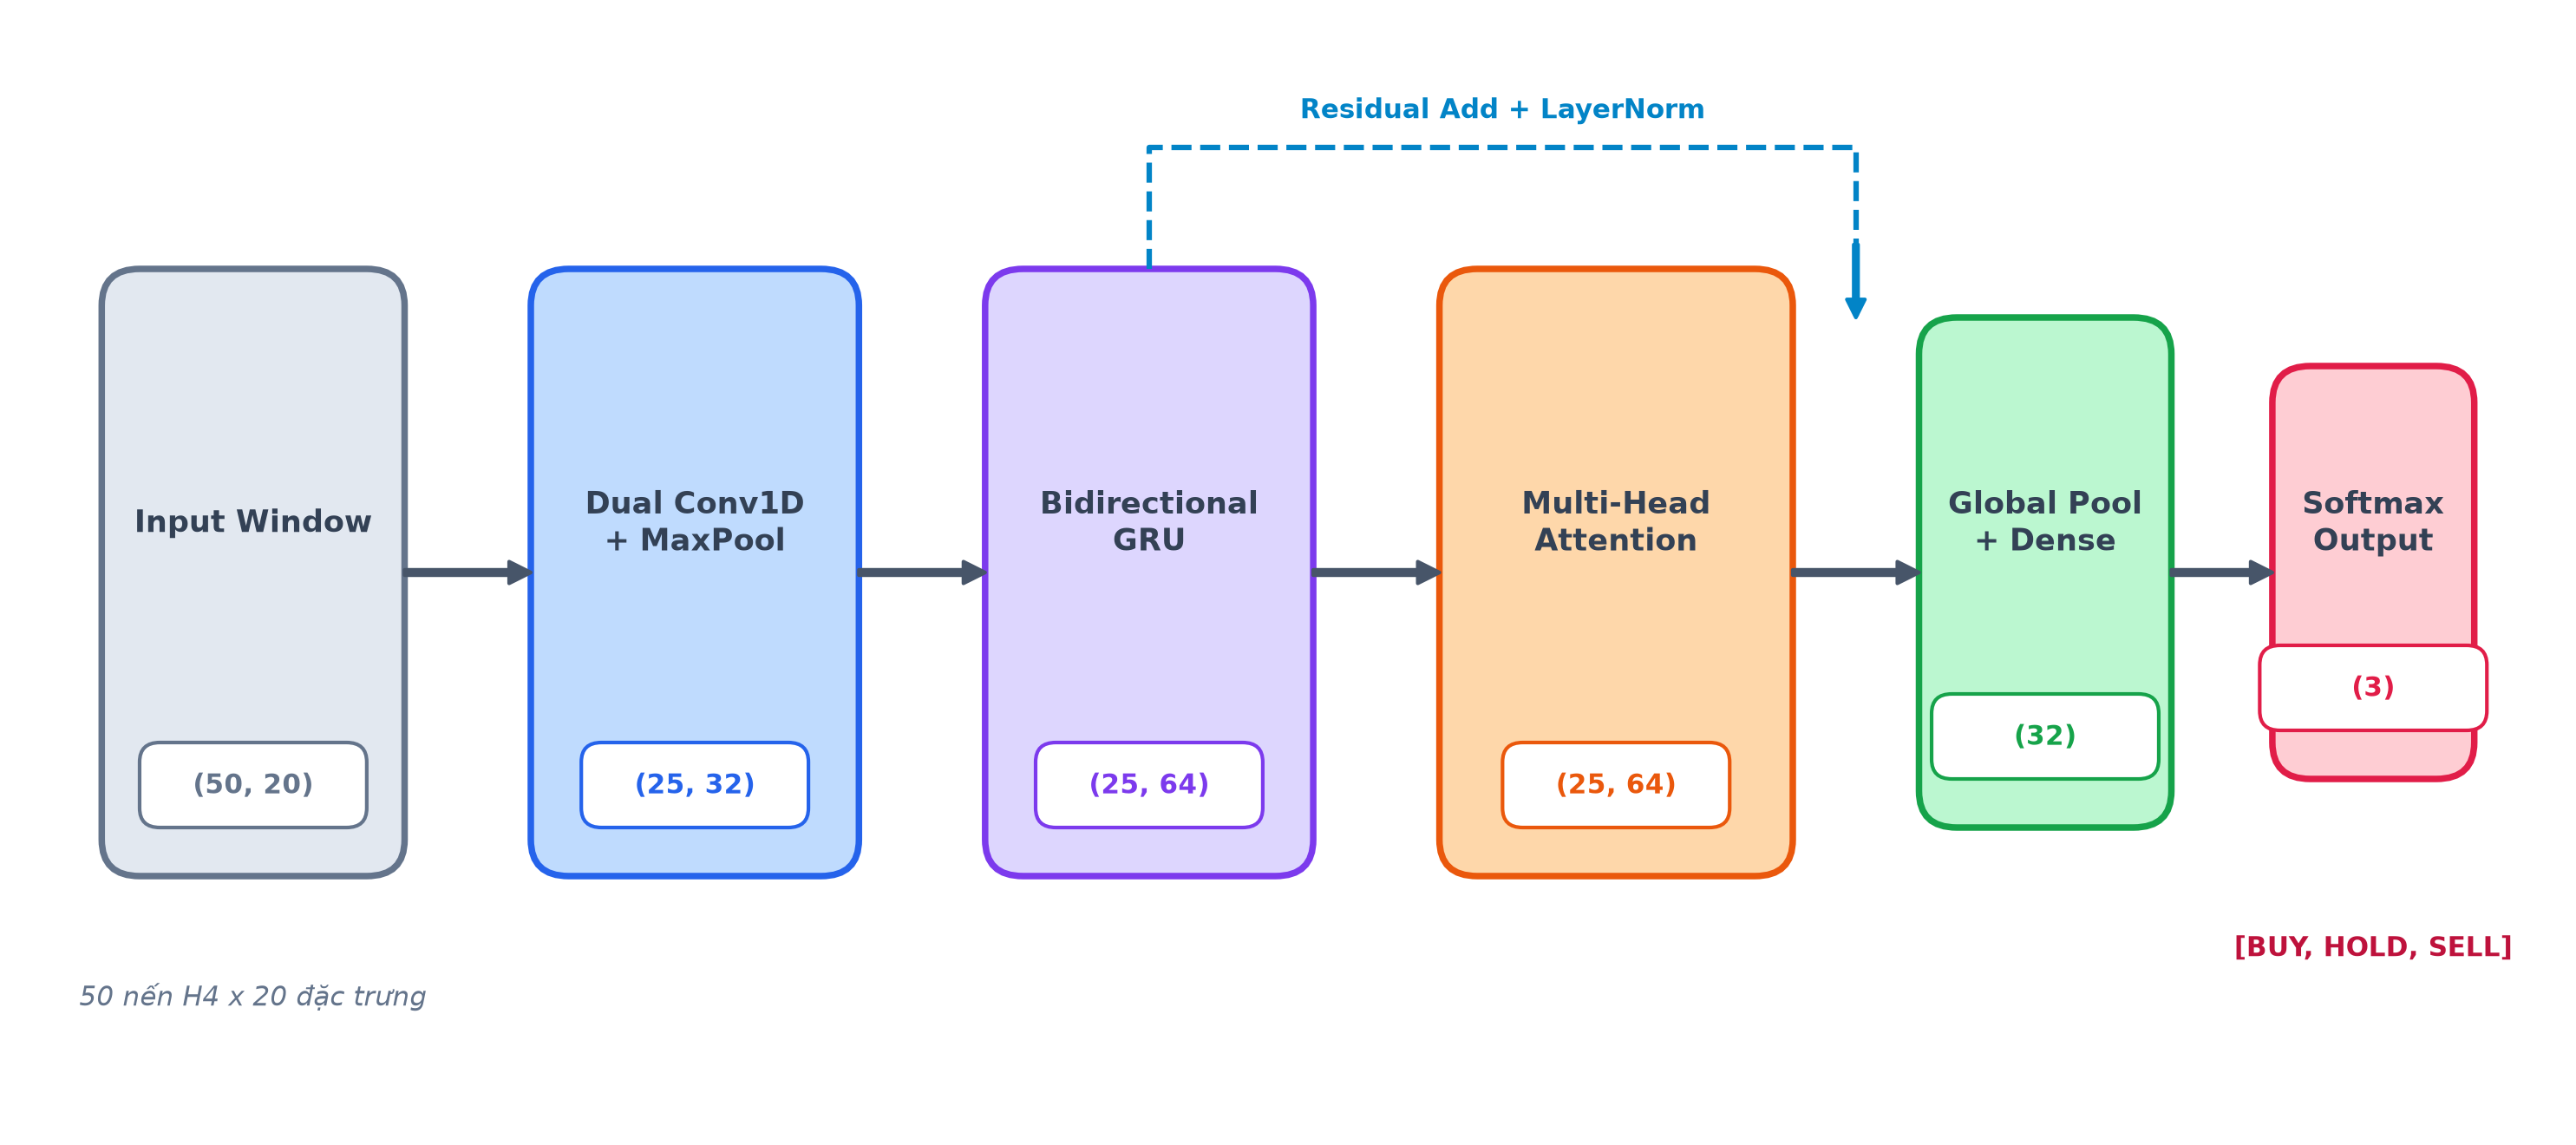 Residual Add + LayerNorm
Input Window
(50, 20)
Dual Conv1D
+ MaxPool
(25, 32)
Bidirectional
GRU
(25, 64)
Multi-Head
Attention
(25, 64)
Global Pool
+ Dense
(32)
Softmax
Output
(3)
[BUY, HOLD, SELL]
50 nến H4 x 20 đặc trưng